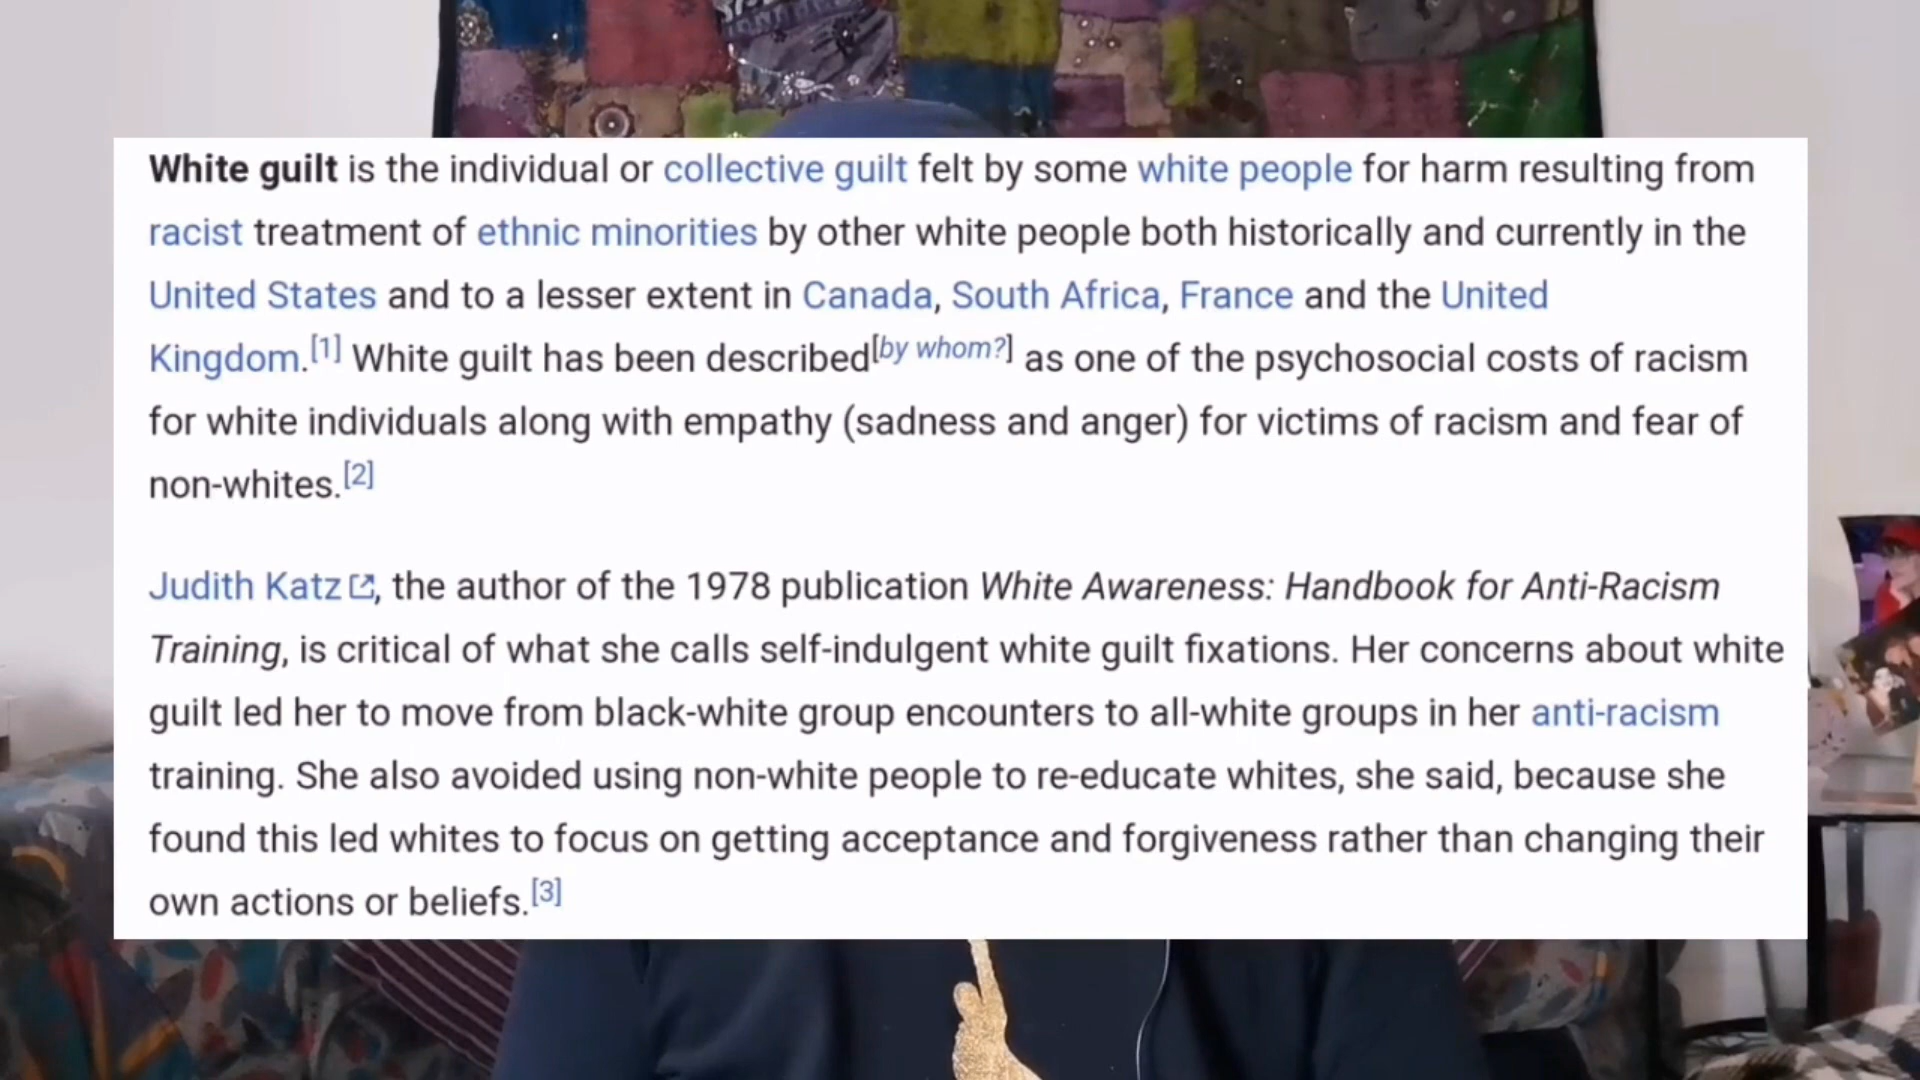 White guilt is the individual or collective guilt felt by some white people for harm resulting from
racist treatment of ethnic minorities by other white people both historically and currently in the
United States and to a lesser extent in Canada, South Africa, France and the United
Kingdom.[1] White guilt has been described[by whom?] as one of the psychosocial costs of racism
for white individuals along with empathy (sadness and anger) for victims of racism and fear of
non-whites.[2]
Judith Katz, the author of the 1978 publication White Awareness: Handbook for Anti-Racism
Training, is critical of what she calls self-indulgent white guilt fixations. Her concerns about white
guilt led her to move from black-white group encounters to all-white groups in her anti-racism
training. She also avoided using non-white people to re-educate whites, she said, because she
found this led whites to focus on getting acceptance and forgiveness rather than changing their
own actions or beliefs.[3]